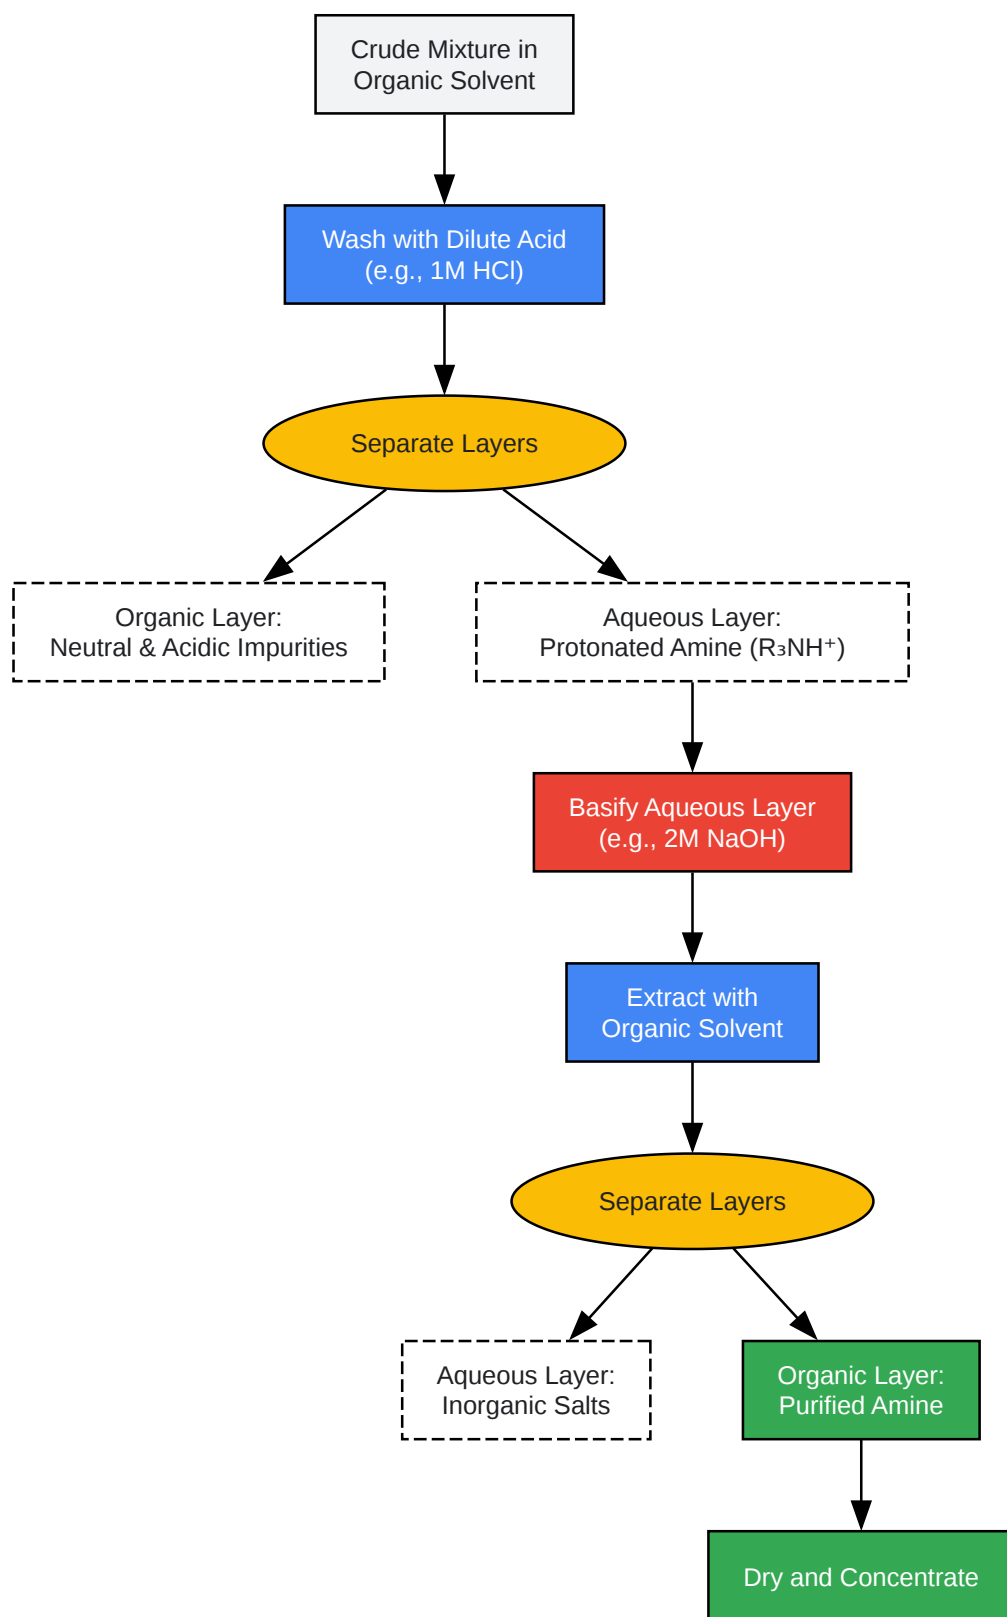 Crude Mixture in
Organic Solvent
Wash with Dilute Acid
(e.g., 1M HCl)
Separate Layers
Organic Layer:
Neutral & Acidic Impurities
Aqueous Layer:
Protonated Amine (R₃NH⁺)
Basify Aqueous Layer
(e.g., 2M NaOH)
Extract with
Organic Solvent
Separate Layers
Aqueous Layer:
Inorganic Salts
Organic Layer:
Purified Amine
Dry and Concentrate